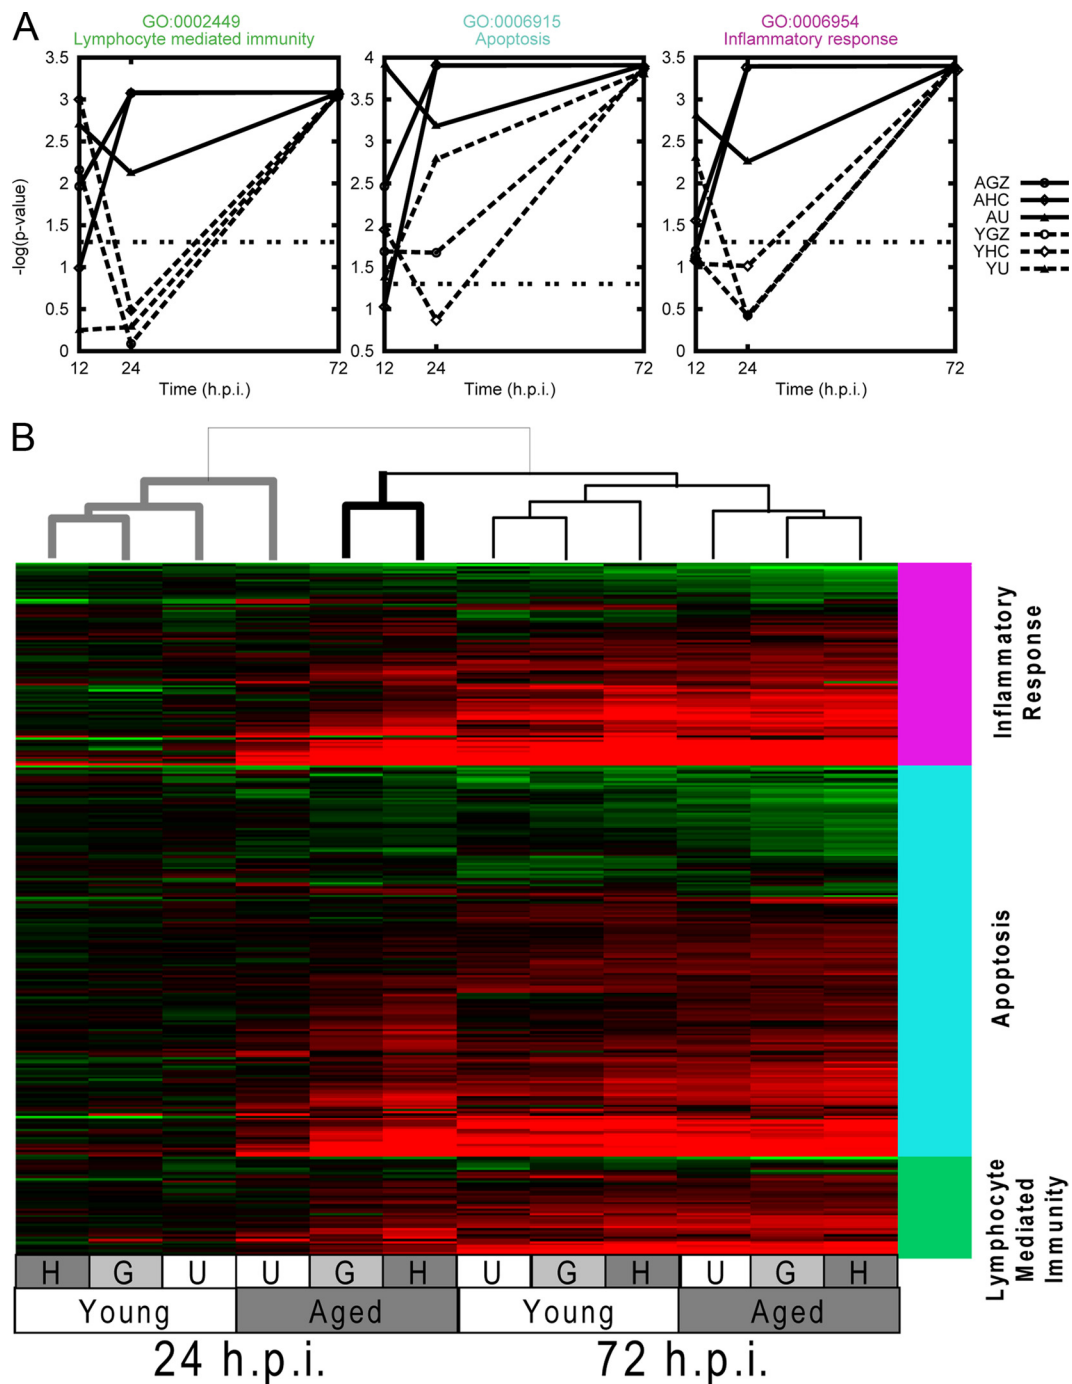 A
GO:0002449
Lymphocyte mediated immunity
GO:0006915
Apoptosis
GO:0006954
Inflammatory response
-log(p-value)
3.5
3
2.5
2
1.5
1
0.5
0
12
24
72
Time (h.p.i.)
4
3.5
3
2.5
2
1.5
1
0.5
12
24
72
Time (h.p.i.)
3.5
3
2.5
2
1.5
1
0.5
0
12
24
72
Time (h.p.i.)
AGZ
AHC
AU
YGZ
YHC
YU
B
Inflammatory
Response
Apoptosis
Lymphocyte
Mediated
Immunity
H G U U G H U G H U G H
Young Aged Young Aged
24 h.p.i. 72 h.p.i.